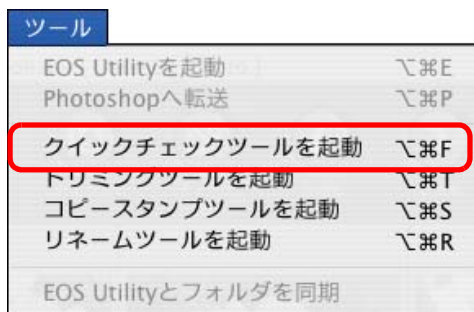 ツール
EOS Utilityを起動 ⌥⌘E
Photoshopへ転送 ⌥⌘P
クイックチェックツールを起動 ⌥⌘F
トリミングツールを起動 ⌥⌘T
コピースタンプツールを起動 ⌥⌘S
リネームツールを起動 ⌥⌘R
EOS Utilityとフォルダを同期